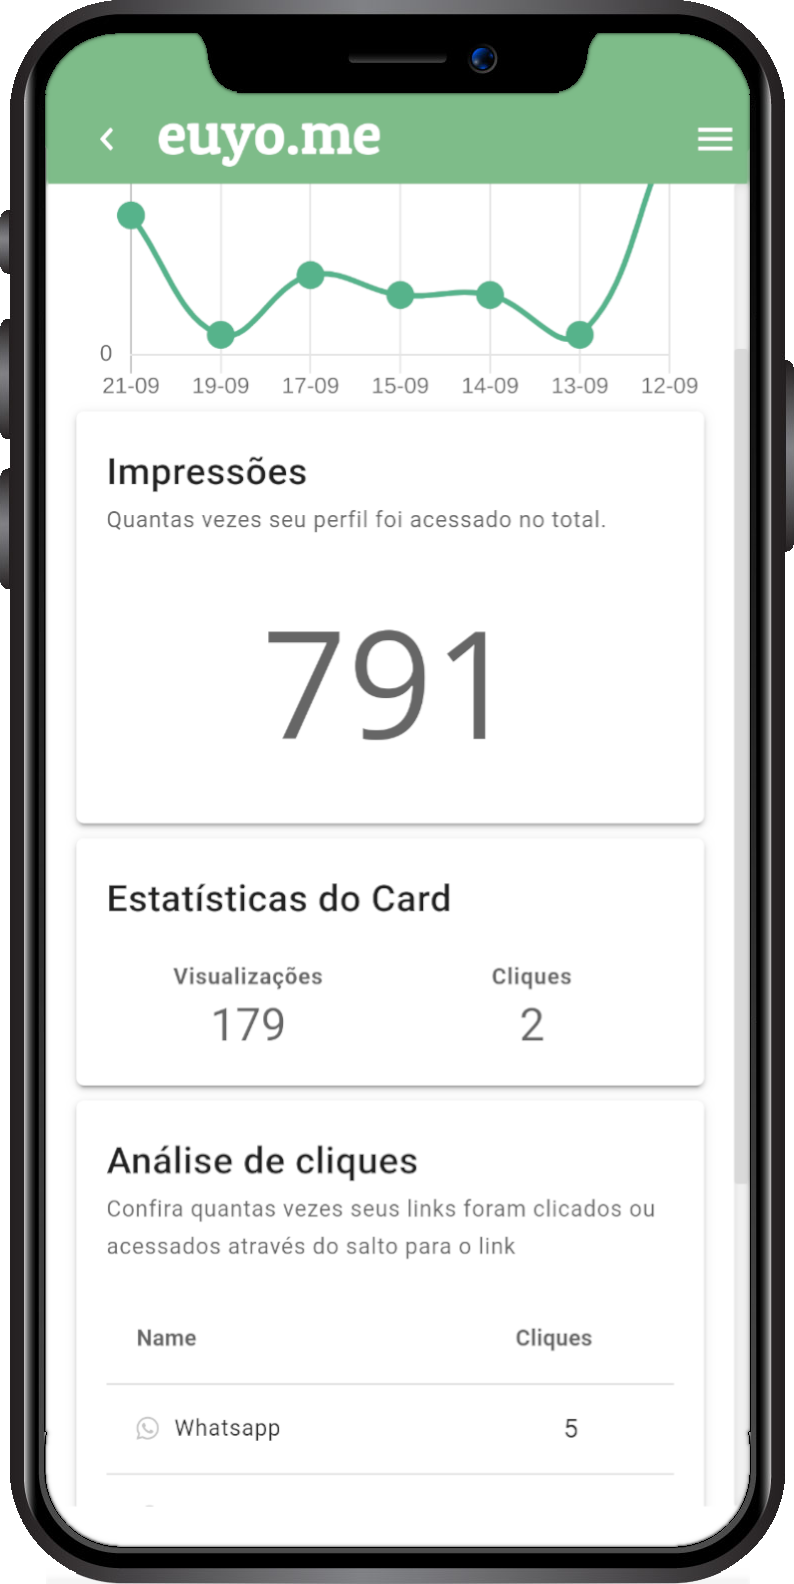 euyo.me
0
21-09 19-09 17-09 15-09 14-09 13-09 12-09
Impressões
Quantas vezes seu perfil foi acessado no total.
791
Estatísticas do Card
Visualizações Cliques
179 2
Análise de cliques
Confira quantas vezes seus links foram clicados ou
acessados através do salto para o link
Name Cliques
Whatsapp 5